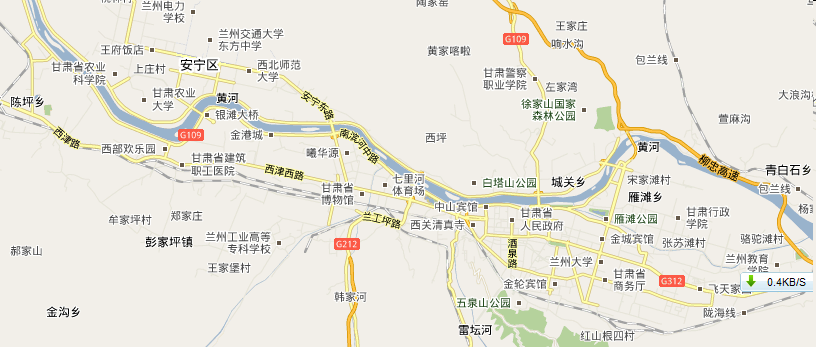 陶家窑
兰州电力
学校
王家庄
响水沟
兰州交通大学
东方中学
G109
王府饭店
黄家喀啦
包兰线
安宁区
上庄村
西北师范
大学
甘肃省农业
科学院
甘肃警察
职业学院
左家湾
大浪沟
陈坪乡
甘肃农业
大学
黄河
安宁东路
徐家山国家
森林公园
萱麻沟
银滩大桥
西津路
G109
金港城
南滨河中路
西坪
黄河
西部欢乐园
甘肃省建筑
职工医院
曦华源
西津西路
柳忠高速
青白石乡
七里河
体育场
白塔山公园
城关乡
宋家滩村
包兰线
甘肃省
博物馆
雁滩乡
中山宾馆
杨家
牟家坪村
郑家庄
兰工坪路
西关清真寺
甘肃省
人民政府
雁滩公园
甘肃行政
学院
彭家坪镇
兰州工业高等
专科学校
G212
酒泉路
金城宾馆
张苏滩村
骆驼滩村
郝家山
王家堡村
兰州大学
兰州教育
学院
甘肃省
商务厅
G312
0.4KB/S
金轮宾馆
飞天家园
韩家河
五泉山公园
金沟乡
陇海线
雷坛河
红山根四村